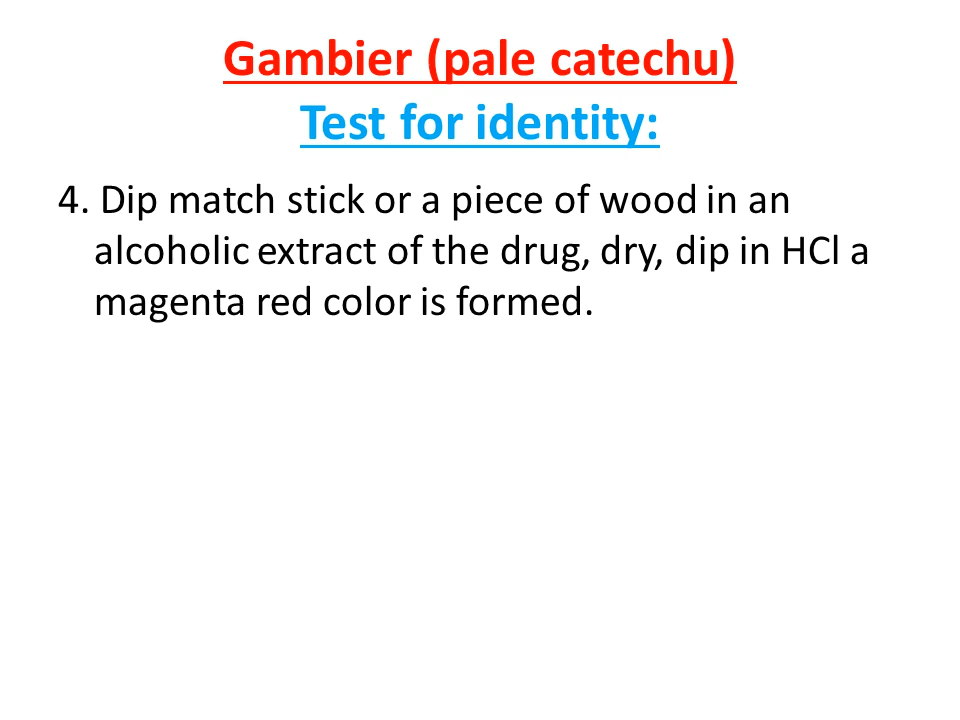 Gambier (pale catechu)
Test for identity:
4. Dip match stick or a piece of wood in an
alcoholic extract of the drug, dry, dip in HCl a
magenta red color is formed.